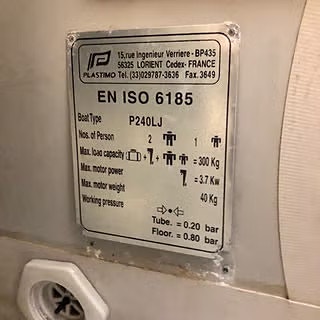 15,rue Ingenieur Verriere - BP435
56325 LORIENT Cedex- FRANCE
PLASTIMO Tel.(33)029787-3636 Fax.3649
EN ISO 6185
Boat Type P240LJ
Nos. of Person 2 1
Max. load capacity + + = 300 Kg
Max. motor power = 3.7 Kw
Max. motor weight 40 Kg
Working pressure
Tube. = 0.20 bar
Floor. = 0.80 bar